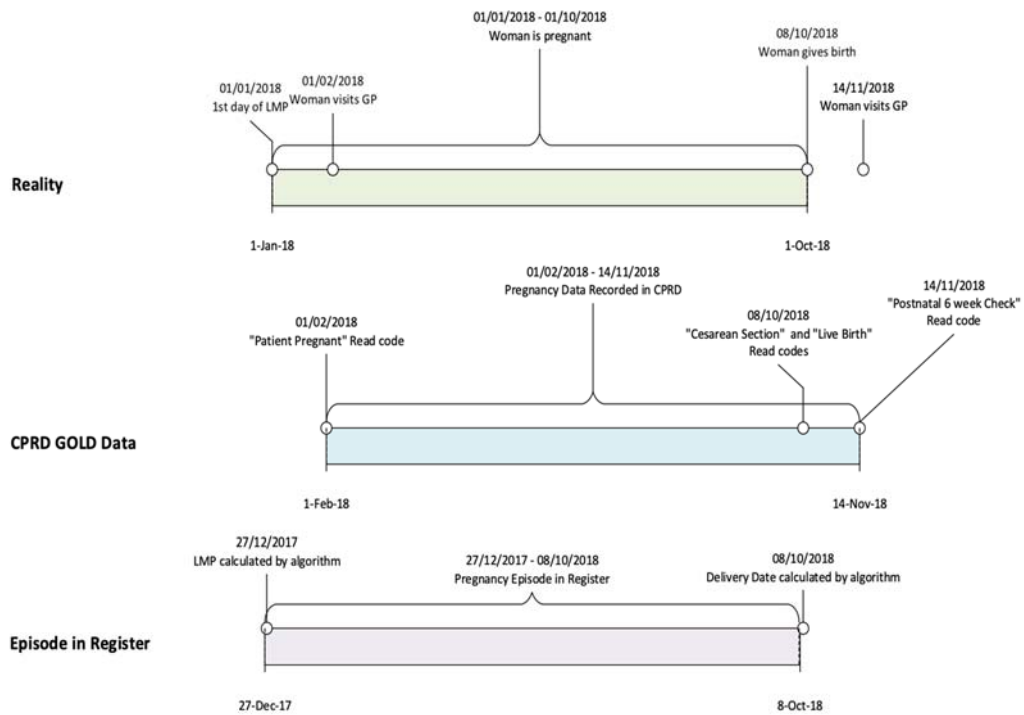 01/01/2018 - 01/10/2018
Woman is pregnant
08/10/2018
Woman gives birth
01/01/2018
1st day of LMP
01/02/2018
Woman visits GP
14/11/2018
Woman visits GP
Reality
1-Jan-18
1-Oct-18
01/02/2018 - 14/11/2018
Pregnancy Data Recorded in CPRD
14/11/2018
"Postnatal 6 week Check"
Read code
01/02/2018
"Patient Pregnant" Read code
08/10/2018
"Cesarean Section" and "Live Birth"
Read codes
CPRD GOLD Data
1-Feb-18
14-Nov-18
27/12/2017
LMP calculated by algorithm
27/12/2017 - 08/10/2018
Pregnancy Episode in Register
08/10/2018
Delivery Date calculated by algorithm
Episode in Register
27-Dec-17
8-Oct-18